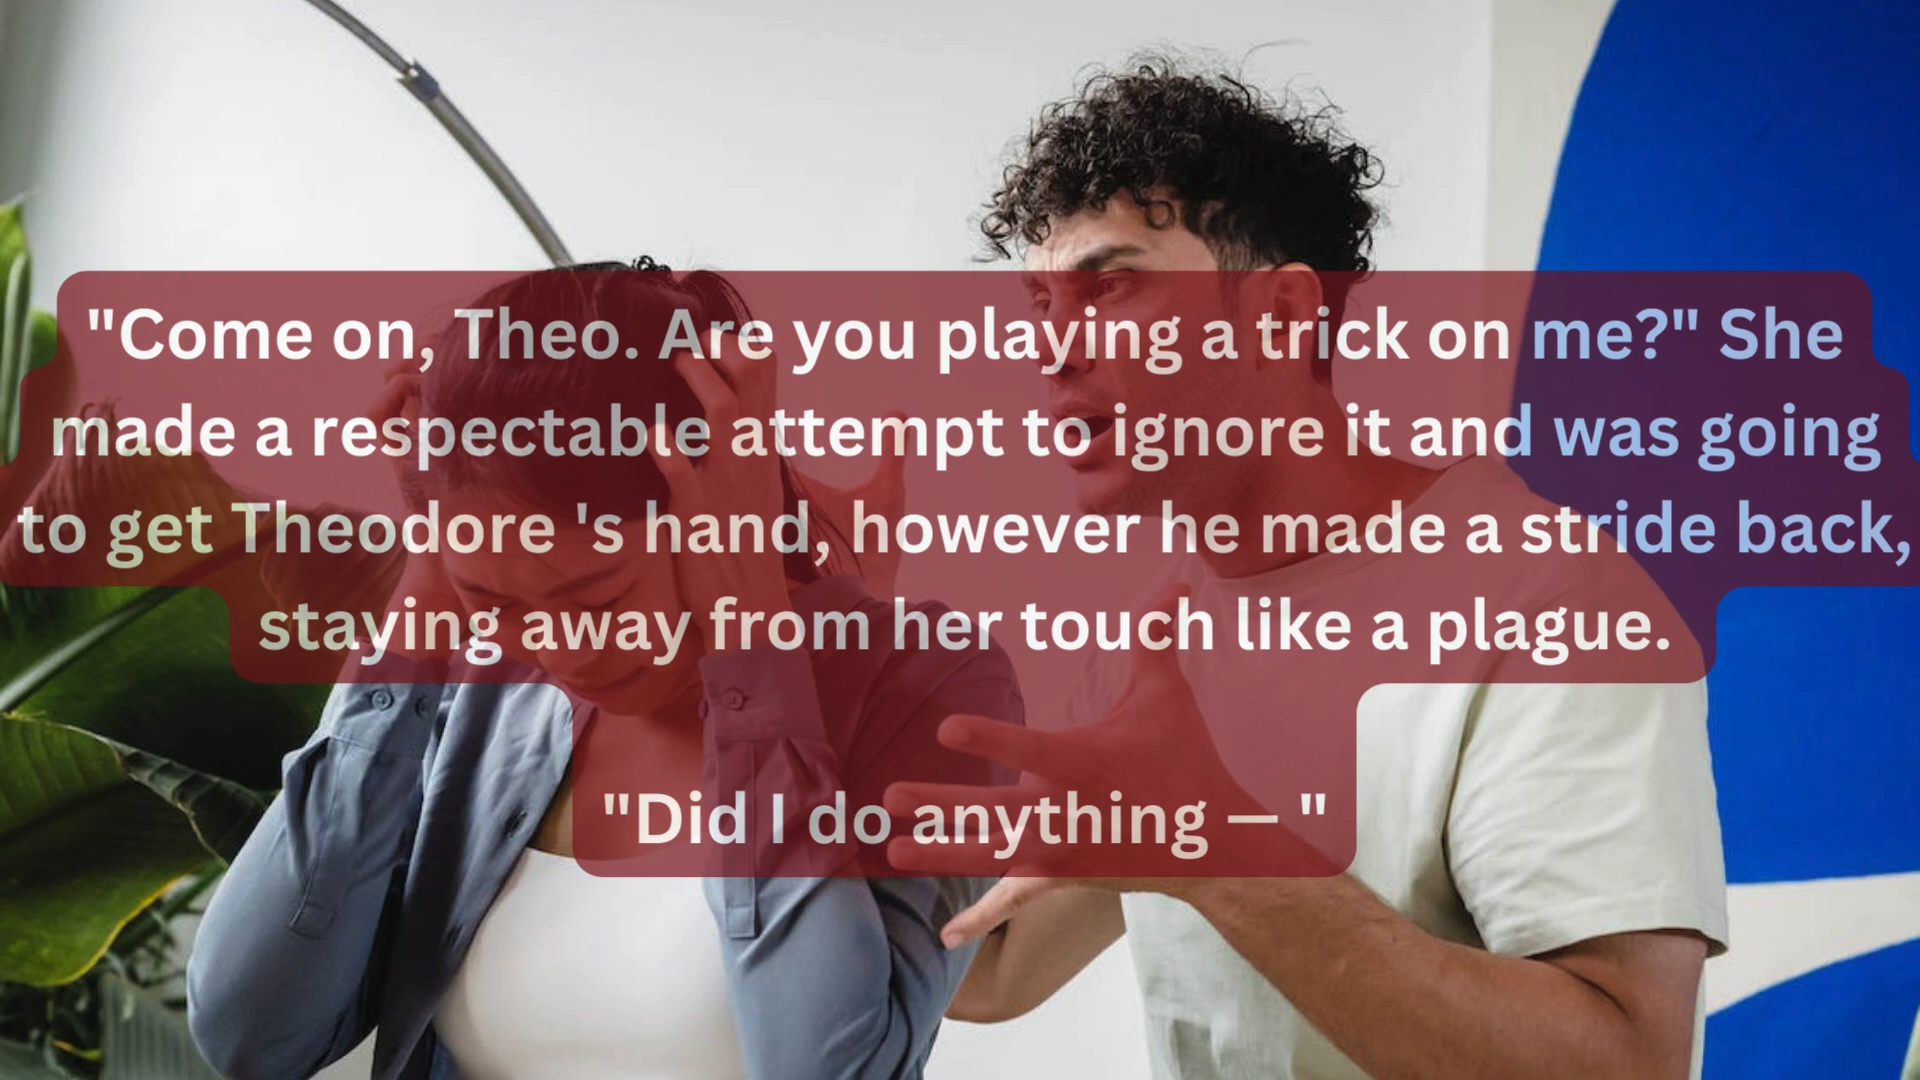 "Come on, Theo. Are you playing a trick on me?" She
made a respectable attempt to ignore it and was going
to get Theodore 's hand, however he made a stride back,
staying away from her touch like a plague.
"Did I do anything — "